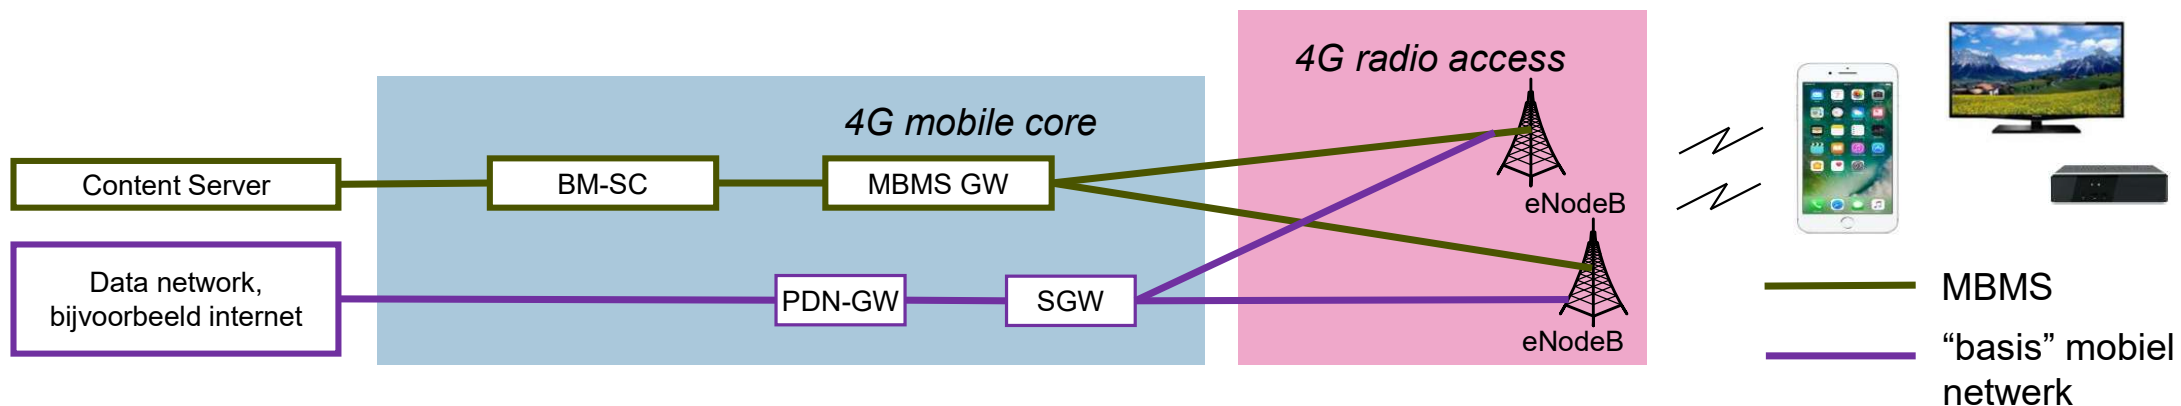 4G radio access
4G mobile core
Content Server
BM-SC
MBMS GW
eNodeB
Data network,
bijvoorbeeld internet
PDN-GW
SGW
eNodeB
MBMS
“basis” mobiel
netwerk